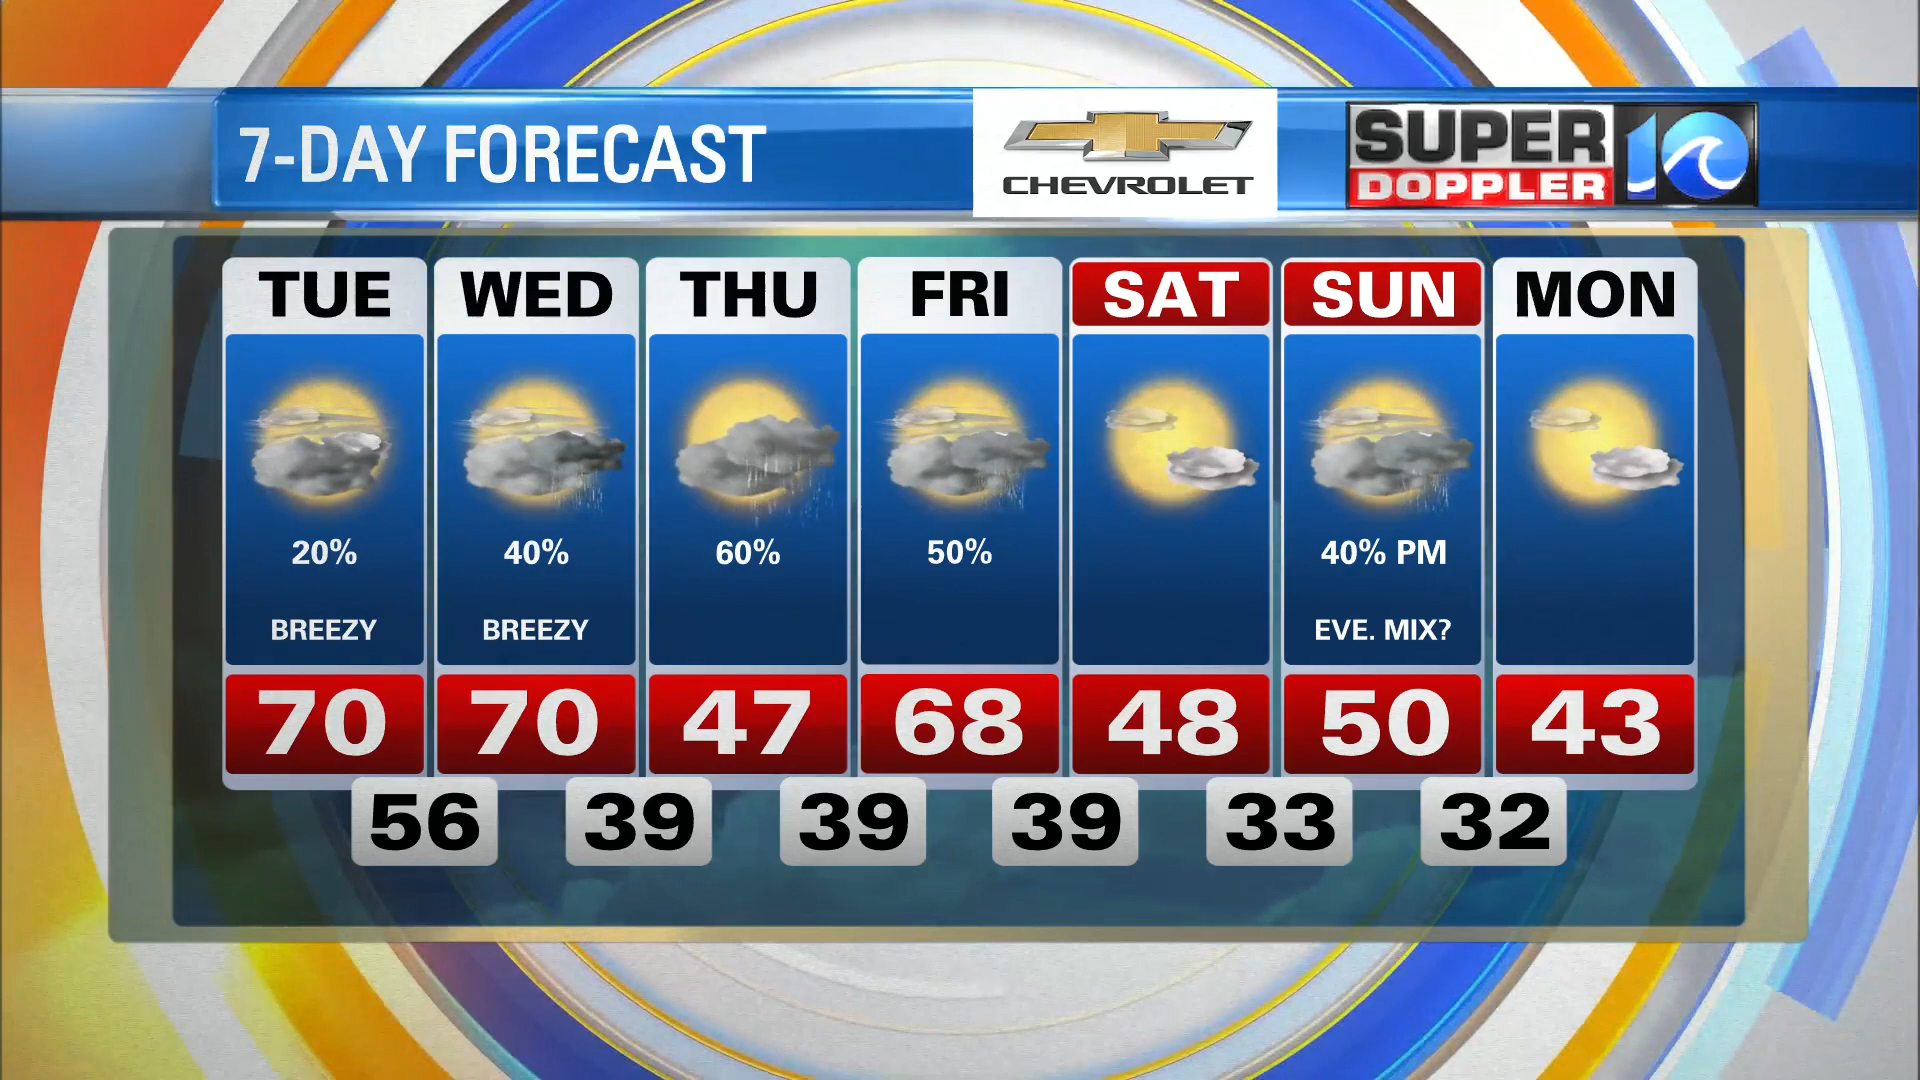 7-DAY FORECAST
CHEVROLET
SUPER
DOPPLER
10
TUE WED THU FRI SAT SUN MON
20% 40% 60% 50% 40% PM
BREEZY BREEZY EVE. MIX?
70 70 47 68 48 50 43
56 39 39 39 33 32